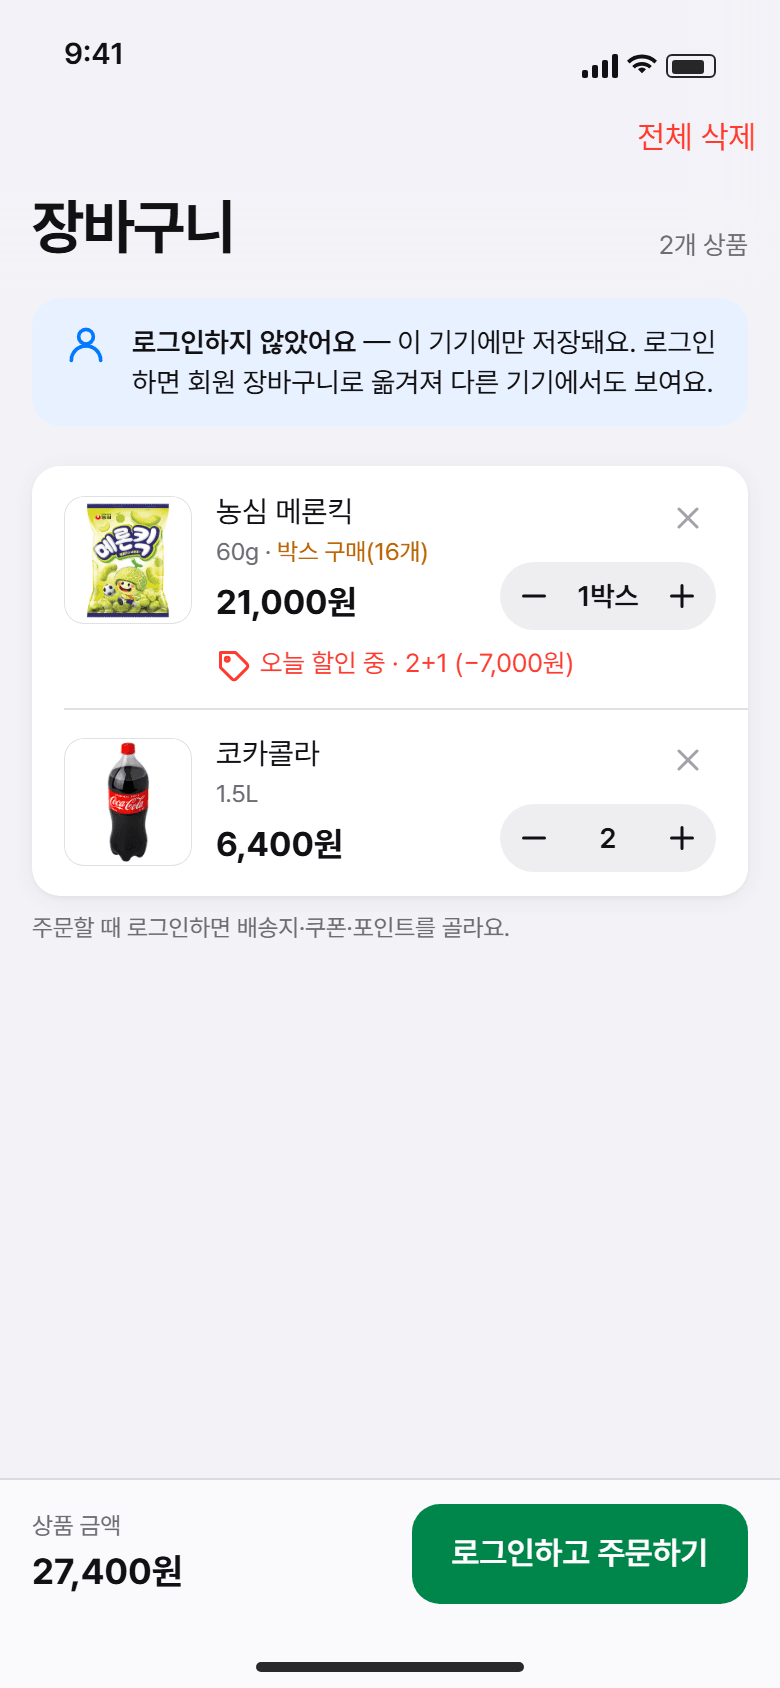 9:41
전체 삭제
장바구니
2개 상품
로그인하지 않았어요 — 이 기기에만 저장돼요. 로그인
하면 회원 장바구니로 옮겨져 다른 기기에서도 보여요.
농심 메론킥
60g · 박스 구매(16개)
21,000원
1박스
오늘 할인 중 · 2+1 (−7,000원)
메론킥
코카콜라
1.5L
6,400원
2
Coca-Cola
주문할 때 로그인하면 배송지·쿠폰·포인트를 골라요.
상품 금액
27,400원
로그인하고 주문하기